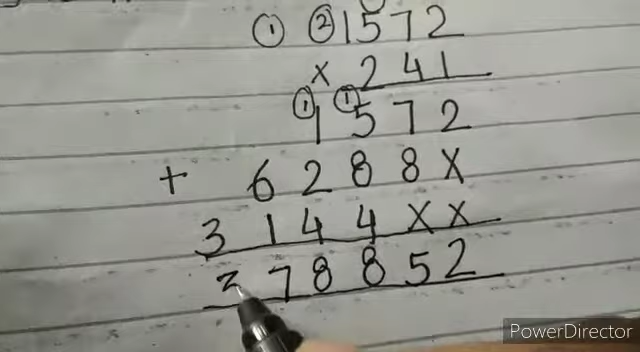 ① ②1572
× 241
① ①
1572
+ 6288X
3144XX
378852
PowerDirector